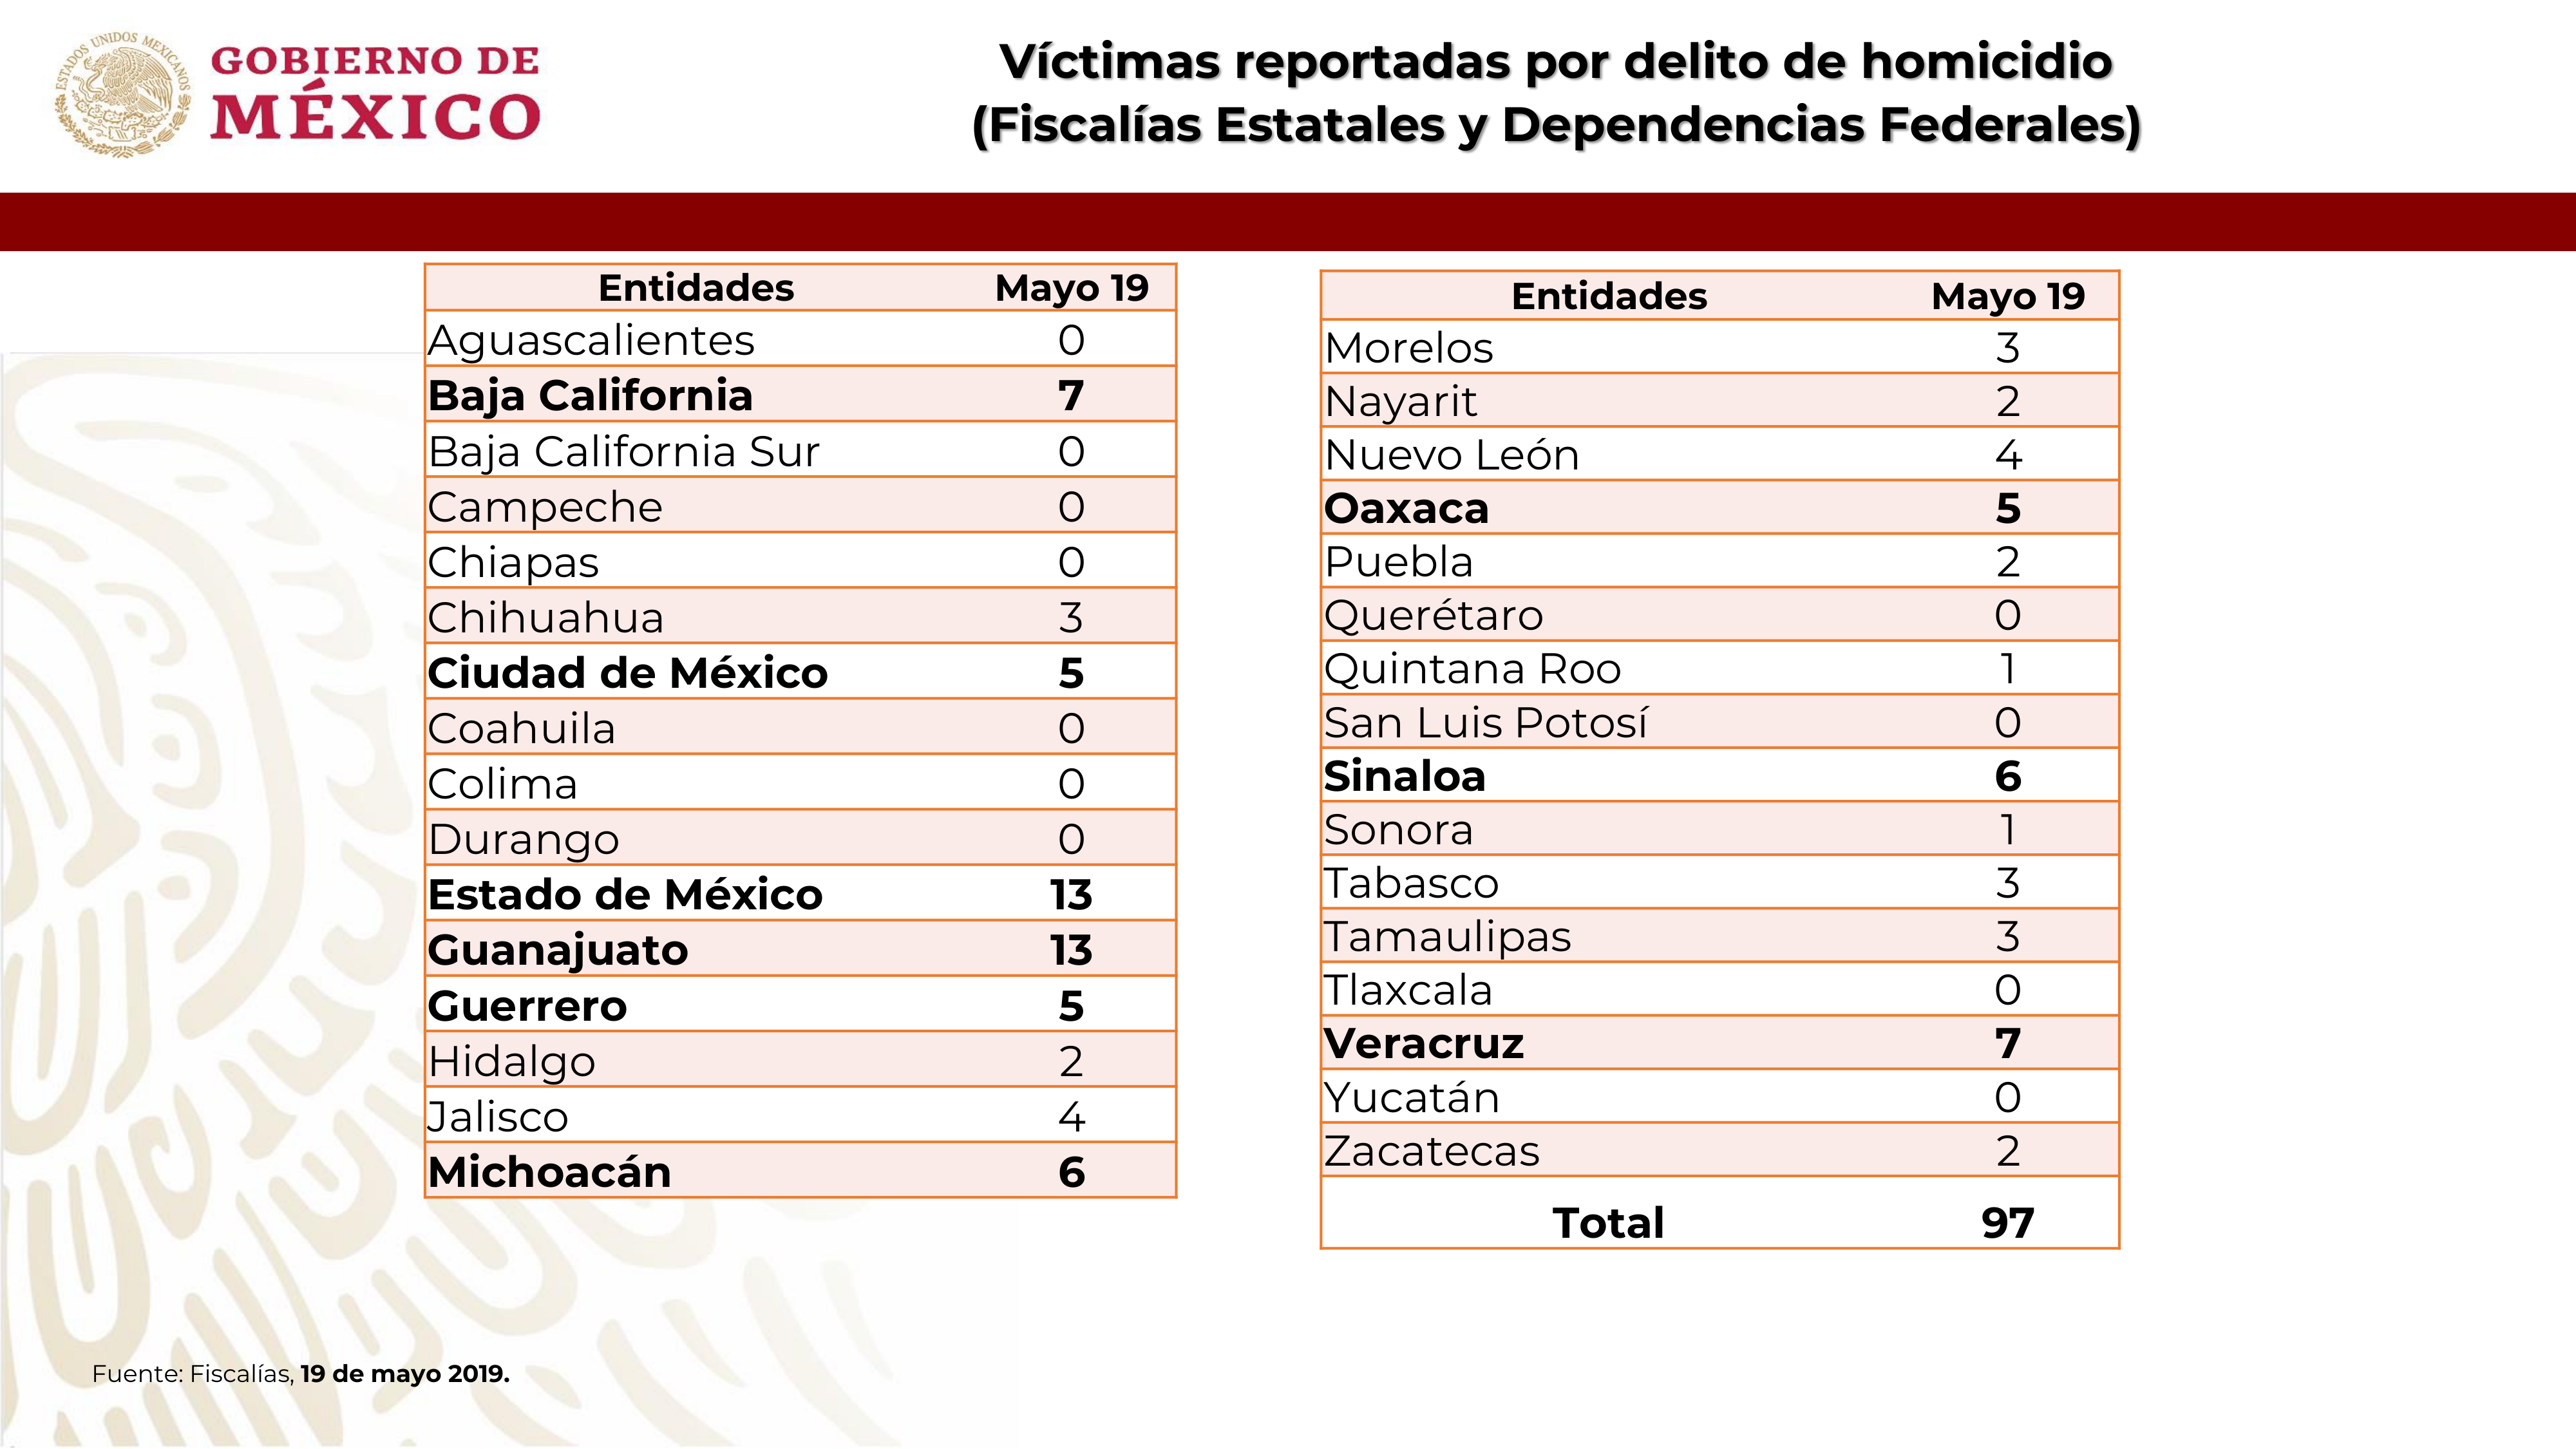 ESTADOS UNIDOS MEXICANOS
GOBIERNO DE
MÉXICO
Víctimas reportadas por delito de homicidio
(Fiscalías Estatales y Dependencias Federales)
Entidades Mayo 19
Aguascalientes 0
Baja California 7
Baja California Sur 0
Campeche 0
Chiapas 0
Chihuahua 3
Ciudad de México 5
Coahuila 0
Colima 0
Durango 0
Estado de México 13
Guanajuato 13
Guerrero 5
Hidalgo 2
Jalisco 4
Michoacán 6
Entidades Mayo 19
Morelos 3
Nayarit 2
Nuevo León 4
Oaxaca 5
Puebla 2
Querétaro 0
Quintana Roo 1
San Luis Potosí 0
Sinaloa 6
Sonora 1
Tabasco 3
Tamaulipas 3
Tlaxcala 0
Veracruz 7
Yucatán 0
Zacatecas 2
Total 97
Fuente: Fiscalías, 19 de mayo 2019.